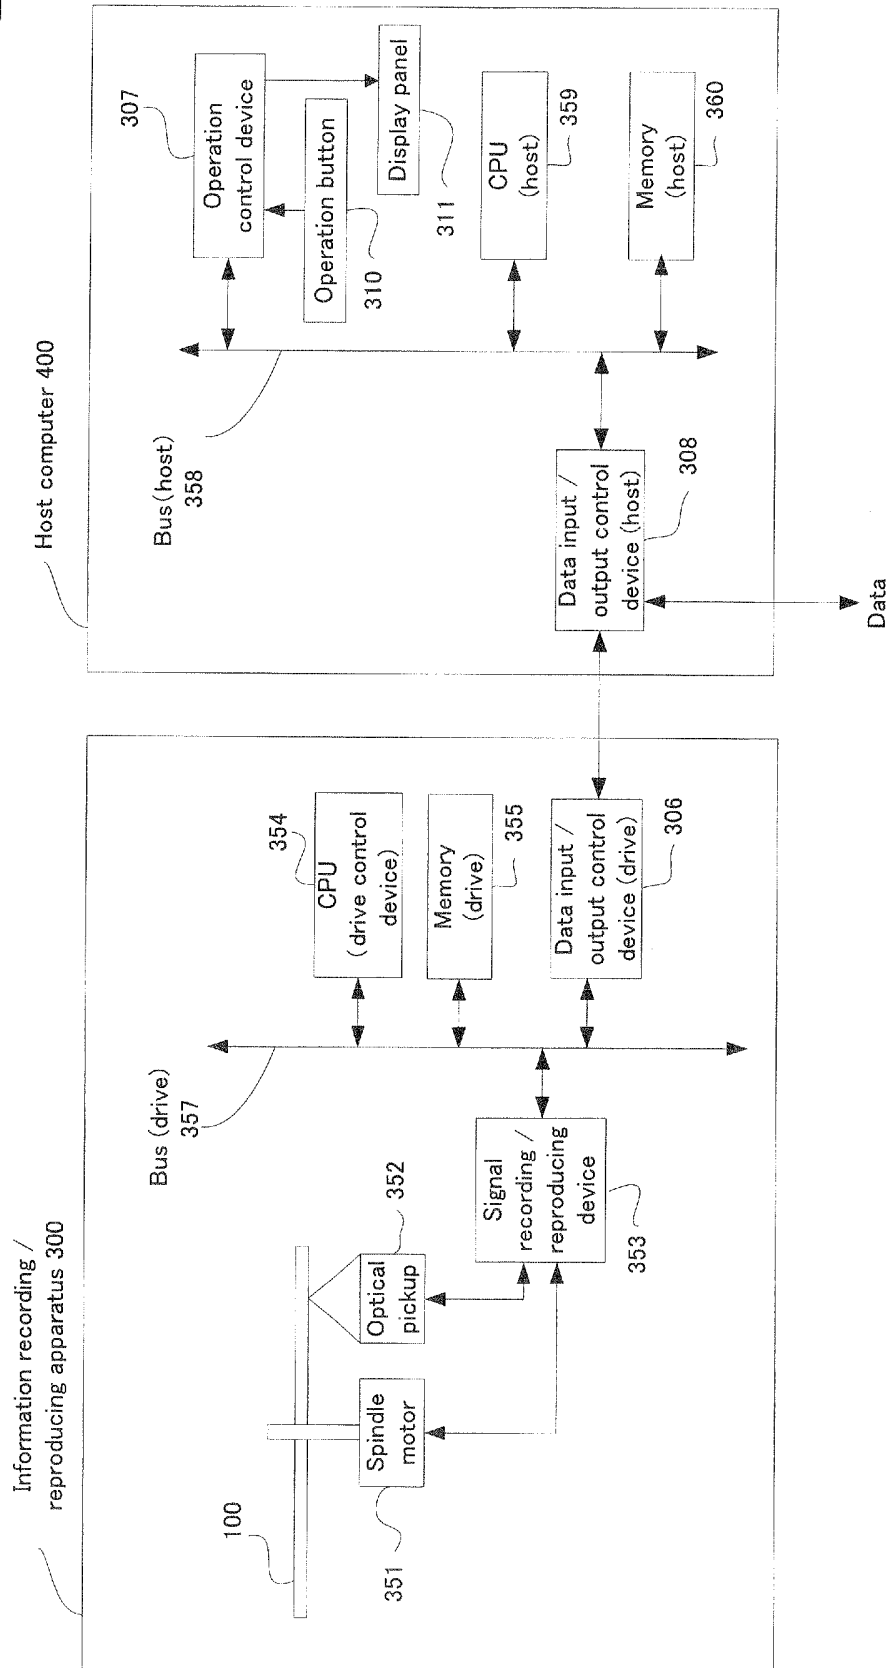 Information recording /
reproducing apparatus 300
100
Spindle
motor
351
Optical
pickup
352
Signal
recording /
reproducing
device
353
Bus (drive)
357
354
CPU
(drive control
device)
Memory
(drive)
355
Data input /
output control
device (drive)
306
Host computer 400
Bus (host)
358
307
Operation
control device
Operation button
310
Display panel
311
CPU
(host)
359
Memory
(host)
360
Data input /
output control
device (host)
308
Data